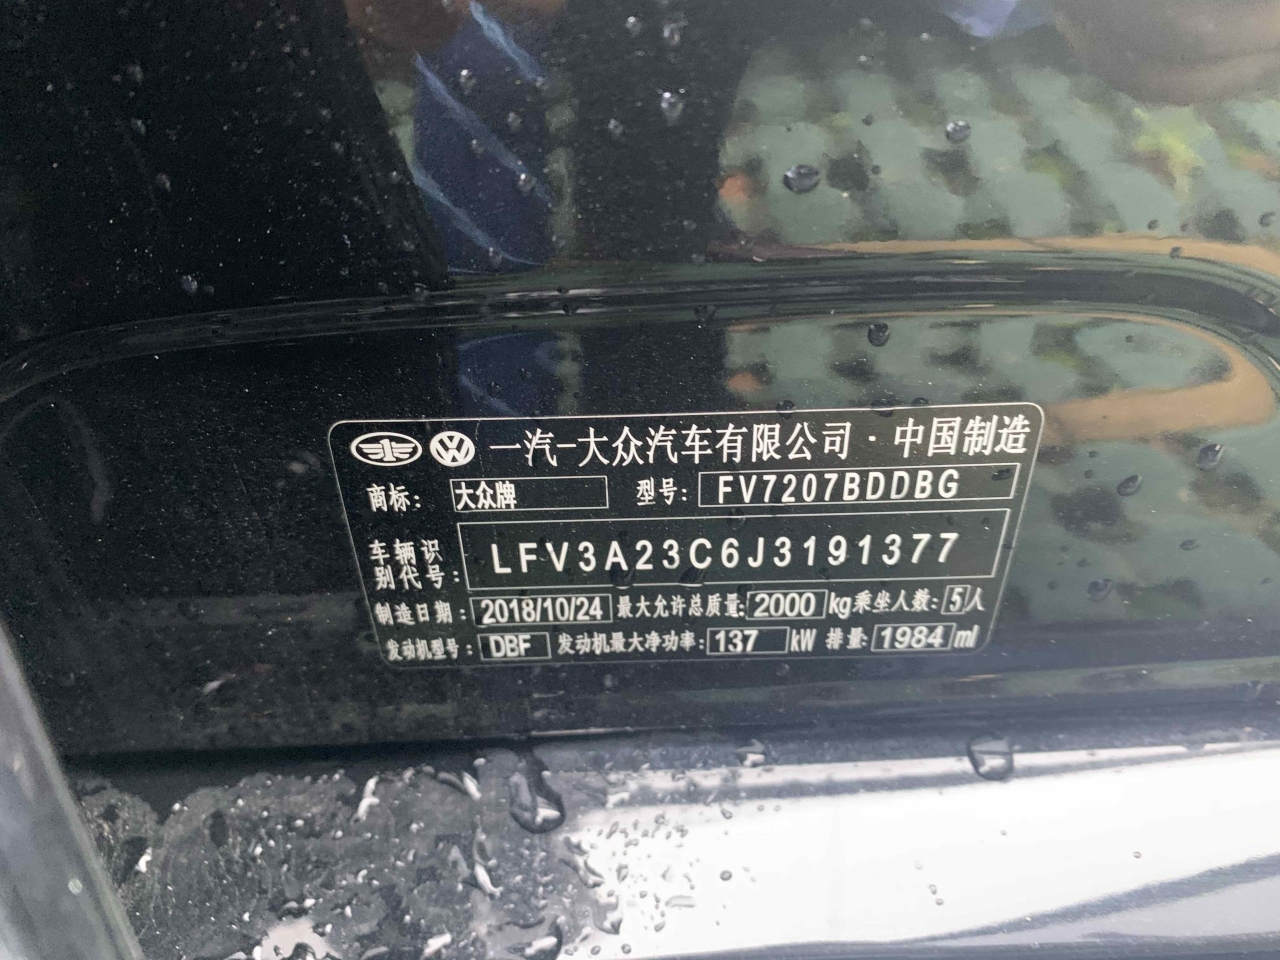 一汽-大众汽车有限公司·中国制造
商标: 大众牌 型号: FV7207BDDBG
车辆识别代号: LFV3A23C6J3191377
制造日期: 2018/10/24 最大允许总质量: 2000 kg 乘坐人数: 5 人
发动机型号: DBF 发动机最大净功率: 137 kW 排量: 1984 ml